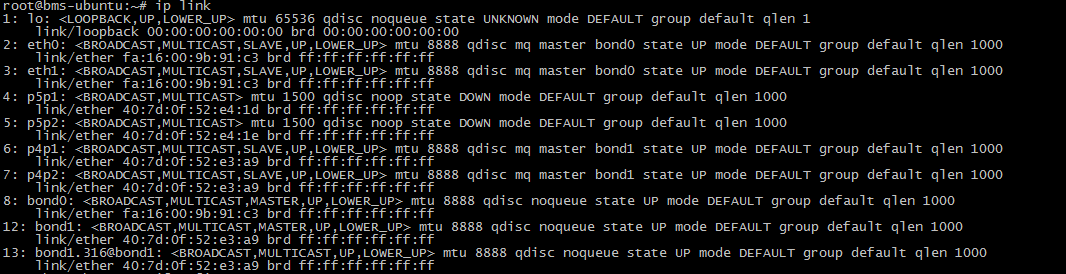 root@bms-ubuntu:~# ip link
1: lo: <LOOPBACK,UP,LOWER_UP> mtu 65536 qdisc noqueue state UNKNOWN mode DEFAULT group default qlen 1
link/loopback 00:00:00:00:00:00 brd 00:00:00:00:00:00
2: eth0: <BROADCAST,MULTICAST,SLAVE,UP,LOWER_UP> mtu 8888 qdisc mq master bond0 state UP mode DEFAULT group default qlen 1000
link/ether fa:16:00:9b:91:c3 brd ff:ff:ff:ff:ff:ff
3: eth1: <BROADCAST,MULTICAST,SLAVE,UP,LOWER_UP> mtu 8888 qdisc mq master bond0 state UP mode DEFAULT group default qlen 1000
link/ether fa:16:00:9b:91:c3 brd ff:ff:ff:ff:ff:ff
4: p5p1: <BROADCAST,MULTICAST> mtu 1500 qdisc noop state DOWN mode DEFAULT group default qlen 1000
link/ether 40:7d:0f:52:e4:1d brd ff:ff:ff:ff:ff:ff
5: p5p2: <BROADCAST,MULTICAST> mtu 1500 qdisc noop state DOWN mode DEFAULT group default qlen 1000
link/ether 40:7d:0f:52:e4:1e brd ff:ff:ff:ff:ff:ff
6: p4p1: <BROADCAST,MULTICAST,SLAVE,UP,LOWER_UP> mtu 8888 qdisc mq master bond1 state UP mode DEFAULT group default qlen 1000
link/ether 40:7d:0f:52:e3:a9 brd ff:ff:ff:ff:ff:ff
7: p4p2: <BROADCAST,MULTICAST,SLAVE,UP,LOWER_UP> mtu 8888 qdisc mq master bond1 state UP mode DEFAULT group default qlen 1000
link/ether 40:7d:0f:52:e3:a9 brd ff:ff:ff:ff:ff:ff
8: bond0: <BROADCAST,MULTICAST,MASTER,UP,LOWER_UP> mtu 8888 qdisc noqueue state UP mode DEFAULT group default qlen 1000
link/ether fa:16:00:9b:91:c3 brd ff:ff:ff:ff:ff:ff
12: bond1: <BROADCAST,MULTICAST,MASTER,UP,LOWER_UP> mtu 8888 qdisc noqueue state UP mode DEFAULT group default qlen 1000
link/ether 40:7d:0f:52:e3:a9 brd ff:ff:ff:ff:ff:ff
13: bond1.316@bond1: <BROADCAST,MULTICAST,UP,LOWER_UP> mtu 8888 qdisc noqueue state UP mode DEFAULT group default qlen 1000
link/ether 40:7d:0f:52:e3:a9 brd ff:ff:ff:ff:ff:ff